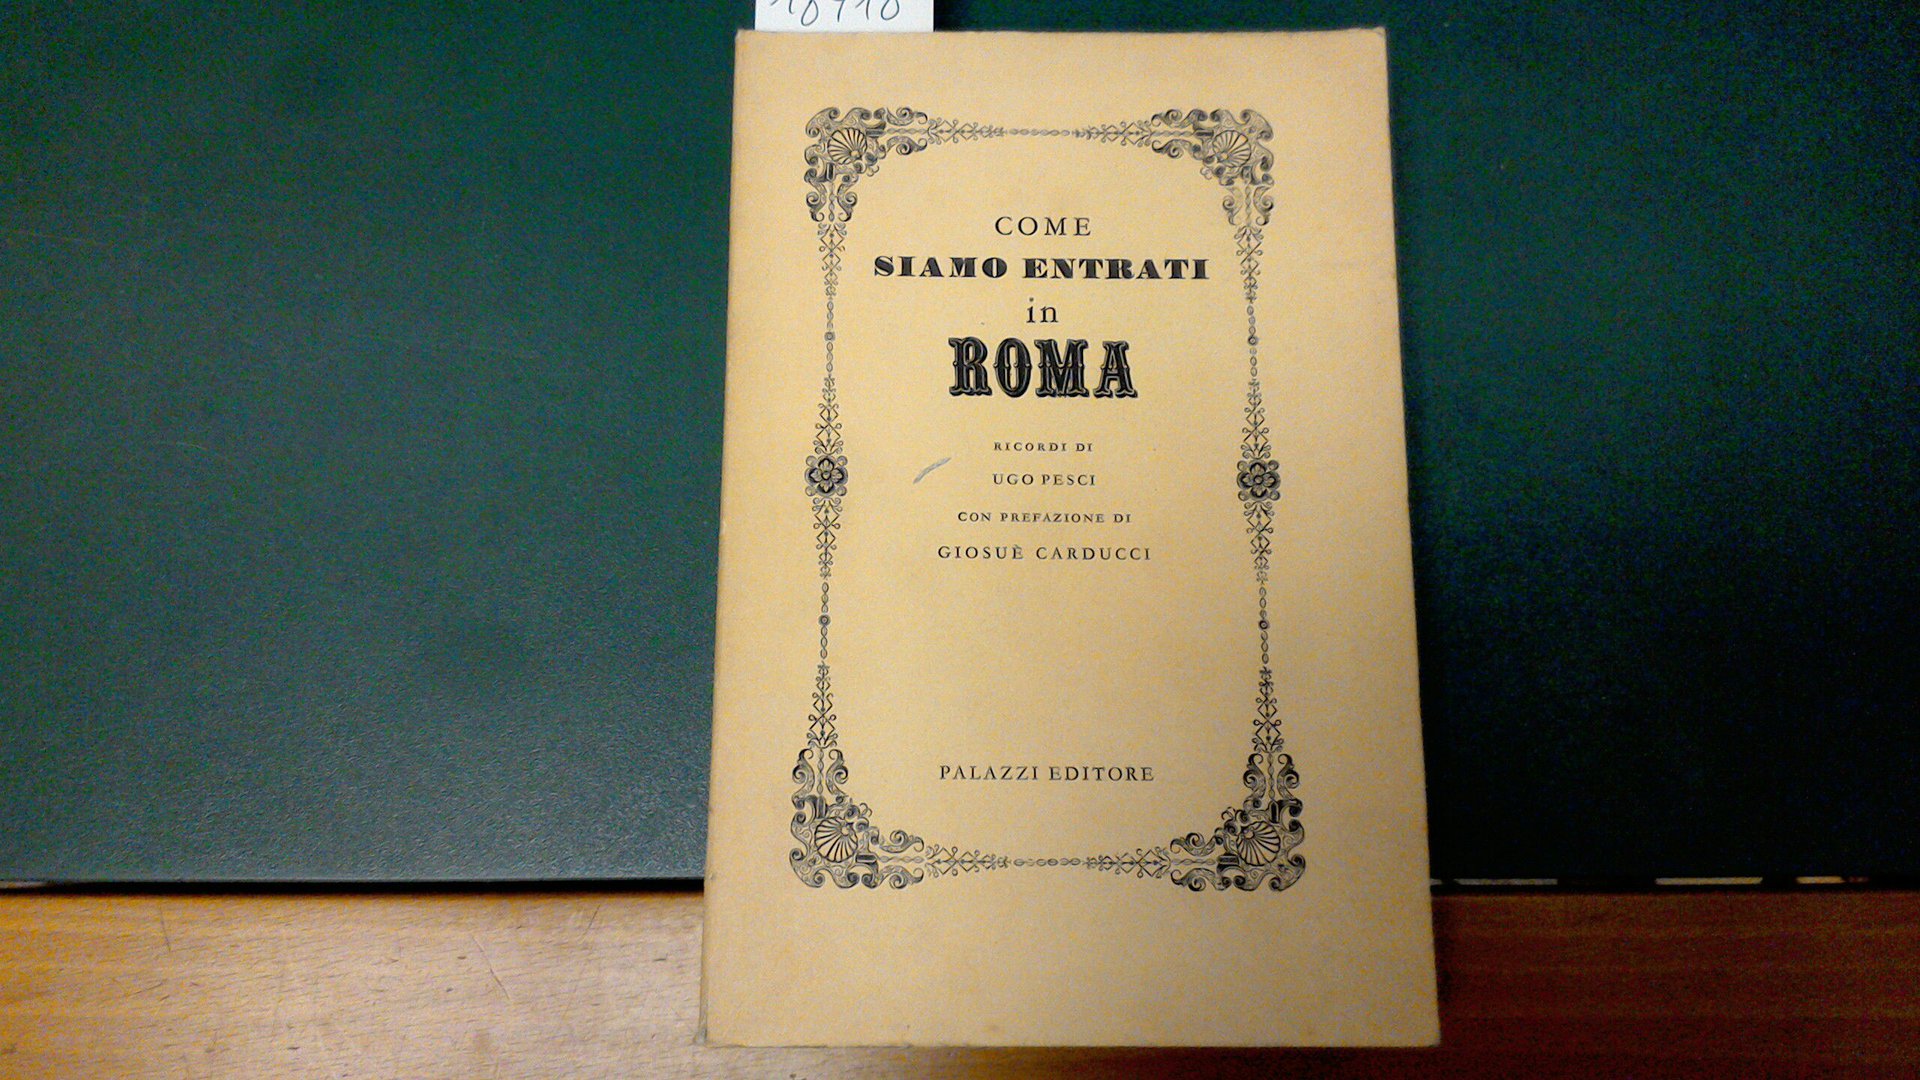 COME
SIAMO ENTRATI
in
ROMA
RICORDI DI
UGO PESCI
CON PREFAZIONE DI
GIOSUÈ CARDUCCI
PALAZZI EDITORE